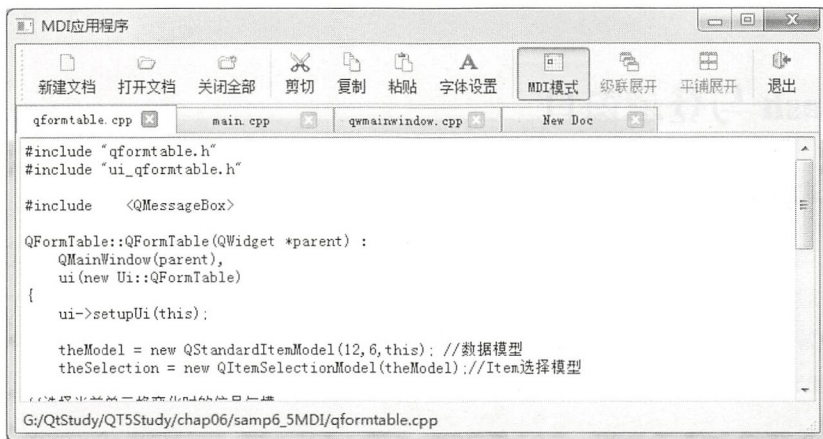 MDI应用程序
新建文档 打开文档 关闭全部 剪切 复制 粘贴 字体设置 MDI模式 级联展开 平铺展开 退出
qformtable.cpp main.cpp qwmainwindow.cpp New Doc
#include "qformtable.h"
#include "ui_qformtable.h"
#include    <QMessageBox>
QFormTable::QFormTable(QWidget *parent) :
    QMainWindow(parent),
    ui(new Ui::QFormTable)
{
    ui->setupUi(this);
    theModel = new QStandardItemModel(12,6,this); //数据模型
    theSelection = new QItemSelectionModel(theModel);//Item选择模型
G:/QtStudy/QT5Study/chap06/samp6_5MDI/qformtable.cpp